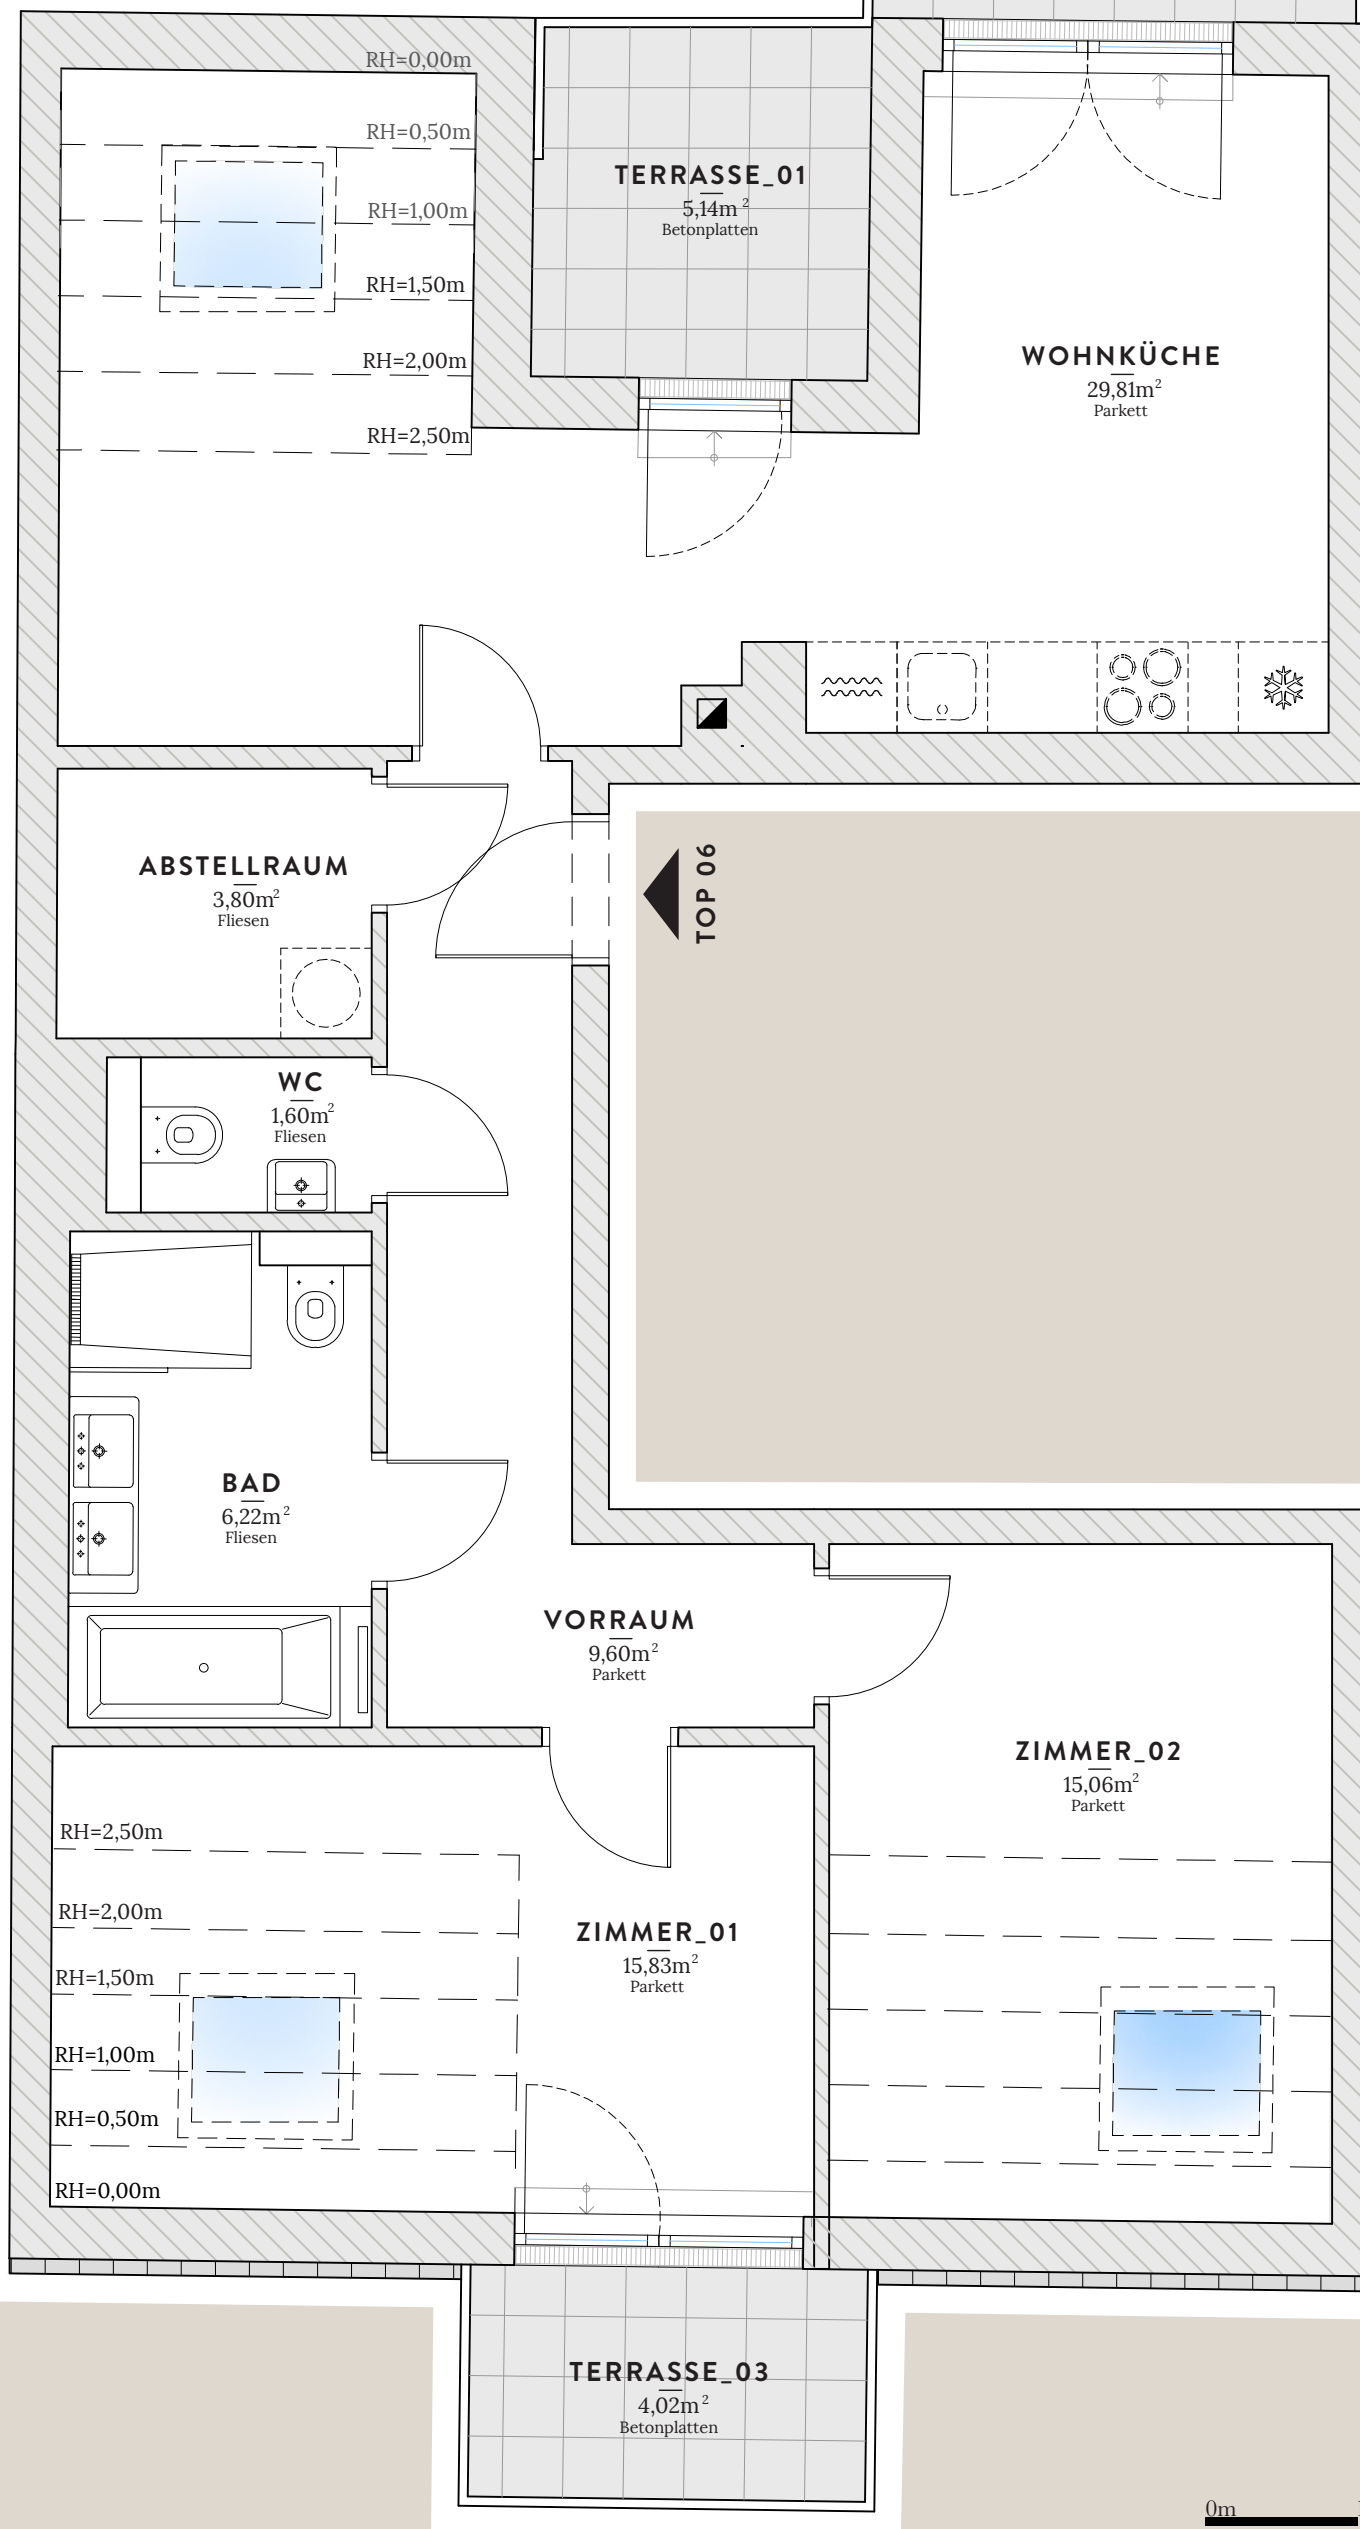 RH=0,00m
RH=0,50m
RH=1,00m
RH=1,50m
RH=2,00m
RH=2,50m
TERRASSE_01
5,14m²
Betonplatten
WOHNKÜCHE
29,81m²
Parkett
ABSTELLRAUM
3,80m²
Fliesen
TOP 06
WC
1,60m²
Fliesen
BAD
6,22m²
Fliesen
VORRAUM
9,60m²
Parkett
ZIMMER_02
15,06m²
Parkett
RH=2,50m
RH=2,00m
RH=1,50m
RH=1,00m
RH=0,50m
RH=0,00m
ZIMMER_01
15,83m²
Parkett
TERRASSE_03
4,02m²
Betonplatten
0m